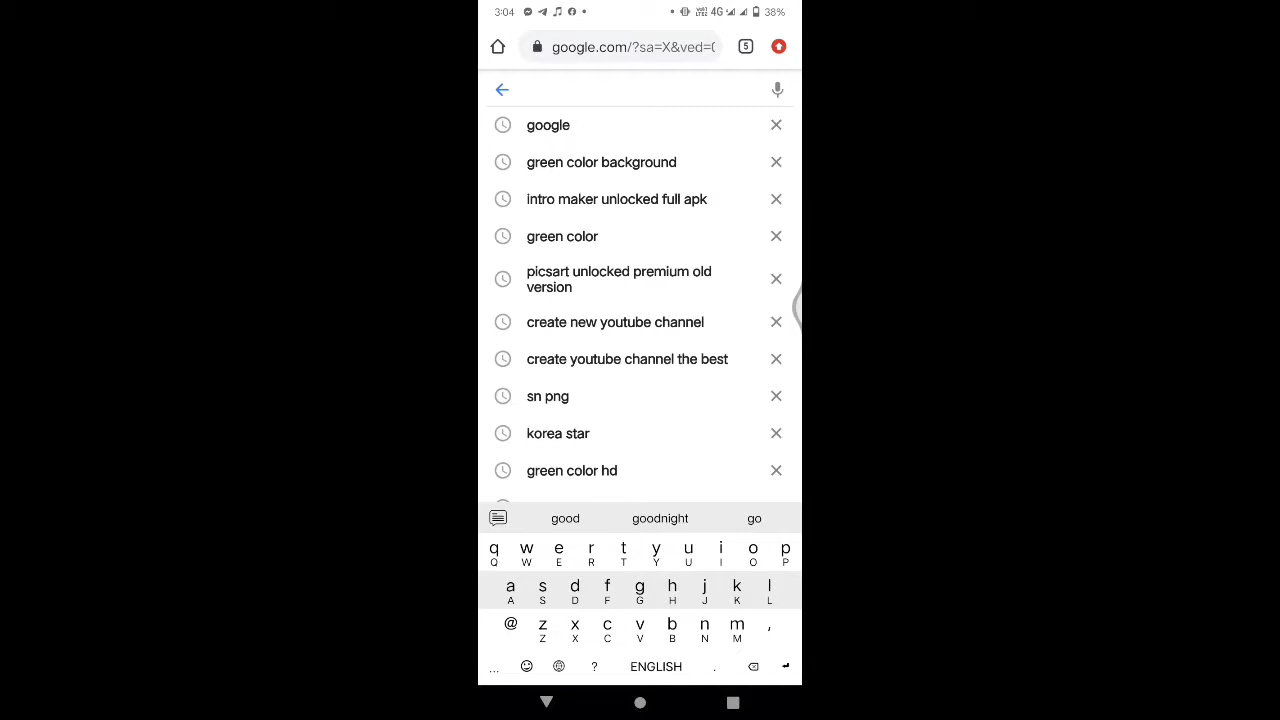 3:04
4G
38%
google.com/?sa=X&ved=
5
google
green color background
intro maker unlocked full apk
green color
picsart unlocked premium old
version
create new youtube channel
create youtube channel the best
sn png
korea star
green color hd
good goodnight go
q w e r t y u i o p
Q W E R T Y U I O P
a s d f g h j k l
A S D F G H J K L
@ z x c v b n m ,
Z X C V B N M
... ? ENGLISH .